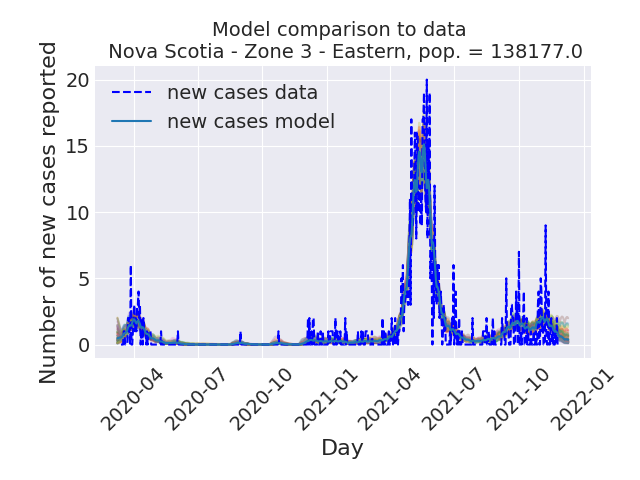 Model comparison to data
Nova Scotia - Zone 3 - Eastern, pop. = 138177.0
Number of new cases reported
20
15
10
5
0
new cases data
new cases model
2020-04
2020-07
2020-10
2021-01
2021-04
2021-07
2021-10
2022-01
Day